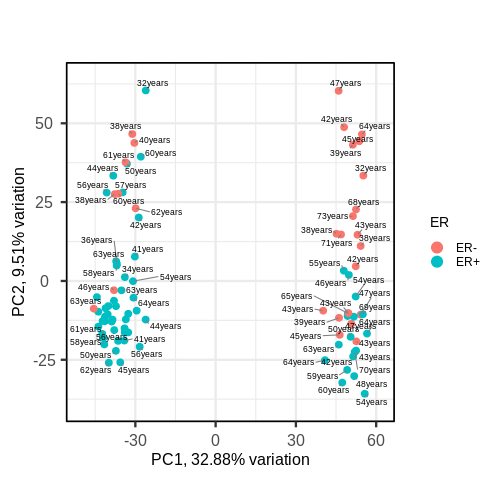 32years
47years
38years
40years
42years
64years
45years
39years
61years
60years
50years
44years
32years
56years
57years
38years
60years
62years
42years
68years
73years
38years
43years
38years
71years
36years
63years
41years
58years
34years
54years
55years
42years
46years
54years
46years
63years
63years
64years
65years
43years
43years
47years
68years
39years
64years
61years
44years
45years
50years
58years
56years
41years
50years
56years
62years
45years
63years
43years
64years
42years
43years
59years
70years
60years
48years
54years
50
25
0
-25
-30
0
30
60
PC1, 32.88% variation
PC2, 9.51% variation
ER
ER-
ER+